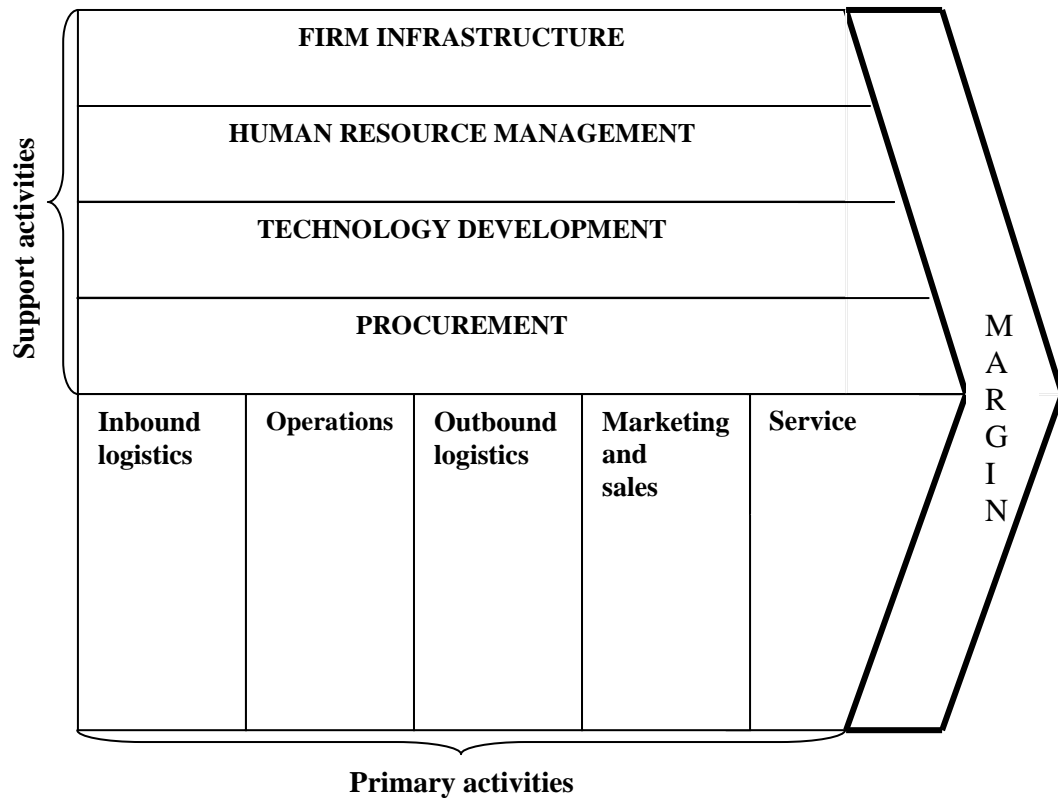 Support activities
FIRM INFRASTRUCTURE
HUMAN RESOURCE MANAGEMENT
TECHNOLOGY DEVELOPMENT
PROCUREMENT
Inbound
logistics
Operations
Outbound
logistics
Marketing
and
sales
Service
M
A
R
G
I
N
Primary activities